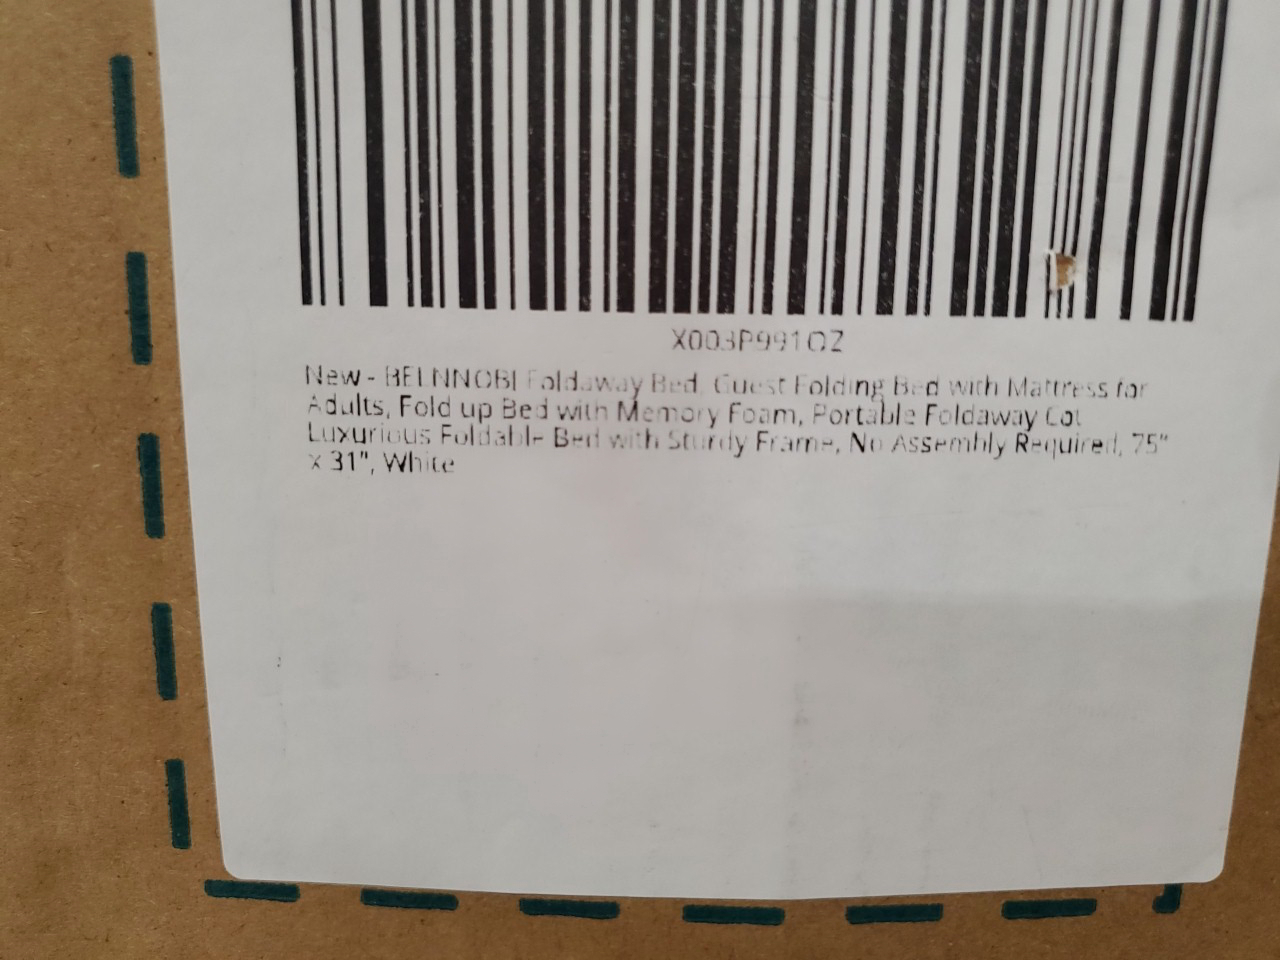 X003P991OZ
New - BELNNOBI Foldaway Bed, Guest Folding Bed with Mattress for
Adults, Fold up Bed with Memory Foam, Portable Foldaway Cot
Luxurious Foldable Bed with Sturdy Frame, No Assembly Required, 75"
x 31", White